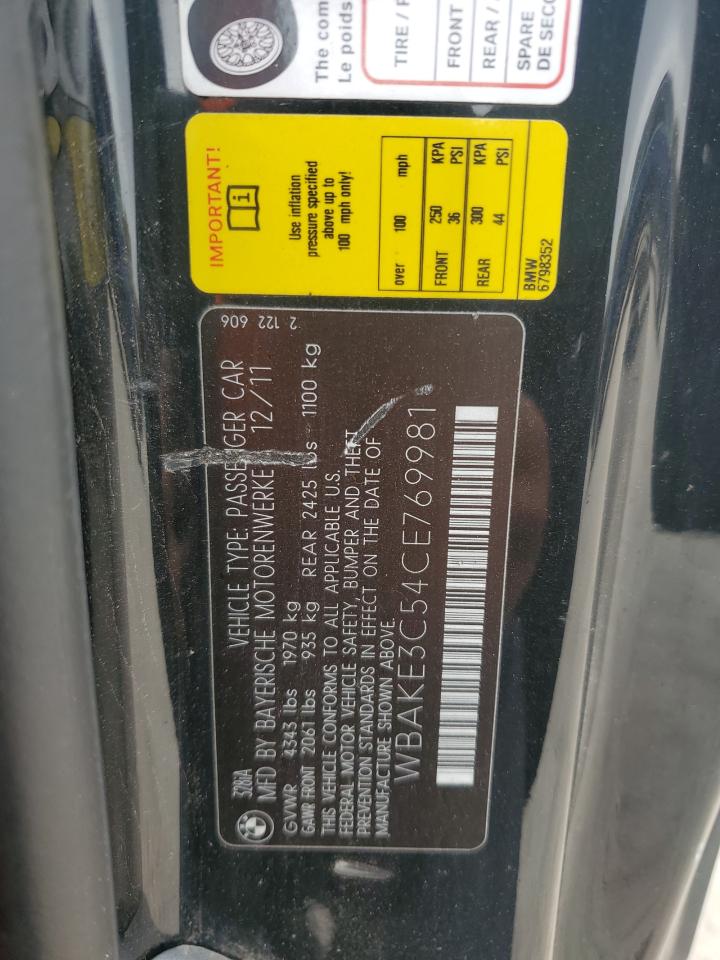 The com
Le poids
TIRE / P
FRONT
REAR /
SPARE
DE SECO
IMPORTANT!
Use inflation
pressure specified
above up to
100 mph only!
over 100 mph
FRONT 250 KPA
36 PSI
REAR 300 KPA
44 PSI
BMW
6798352
2 122 606
328iA VEHICLE TYPE: PASSENGER CAR
BMW MFD BY BAYERISCHE MOTORENWERKE 12/11
GVWR 4343 lbs 1970 kg
GAWR FRONT 2061 lbs 935 kg REAR 2425 lbs - 1100 kg
THIS VEHICLE CONFORMS TO ALL APPLICABLE U.S.
FEDERAL MOTOR VEHICLE SAFETY, BUMPER AND THEFT
PREVENTION STANDARDS IN EFFECT ON THE DATE OF
MANUFACTURE SHOWN ABOVE.
WBAKE3C54CE769981